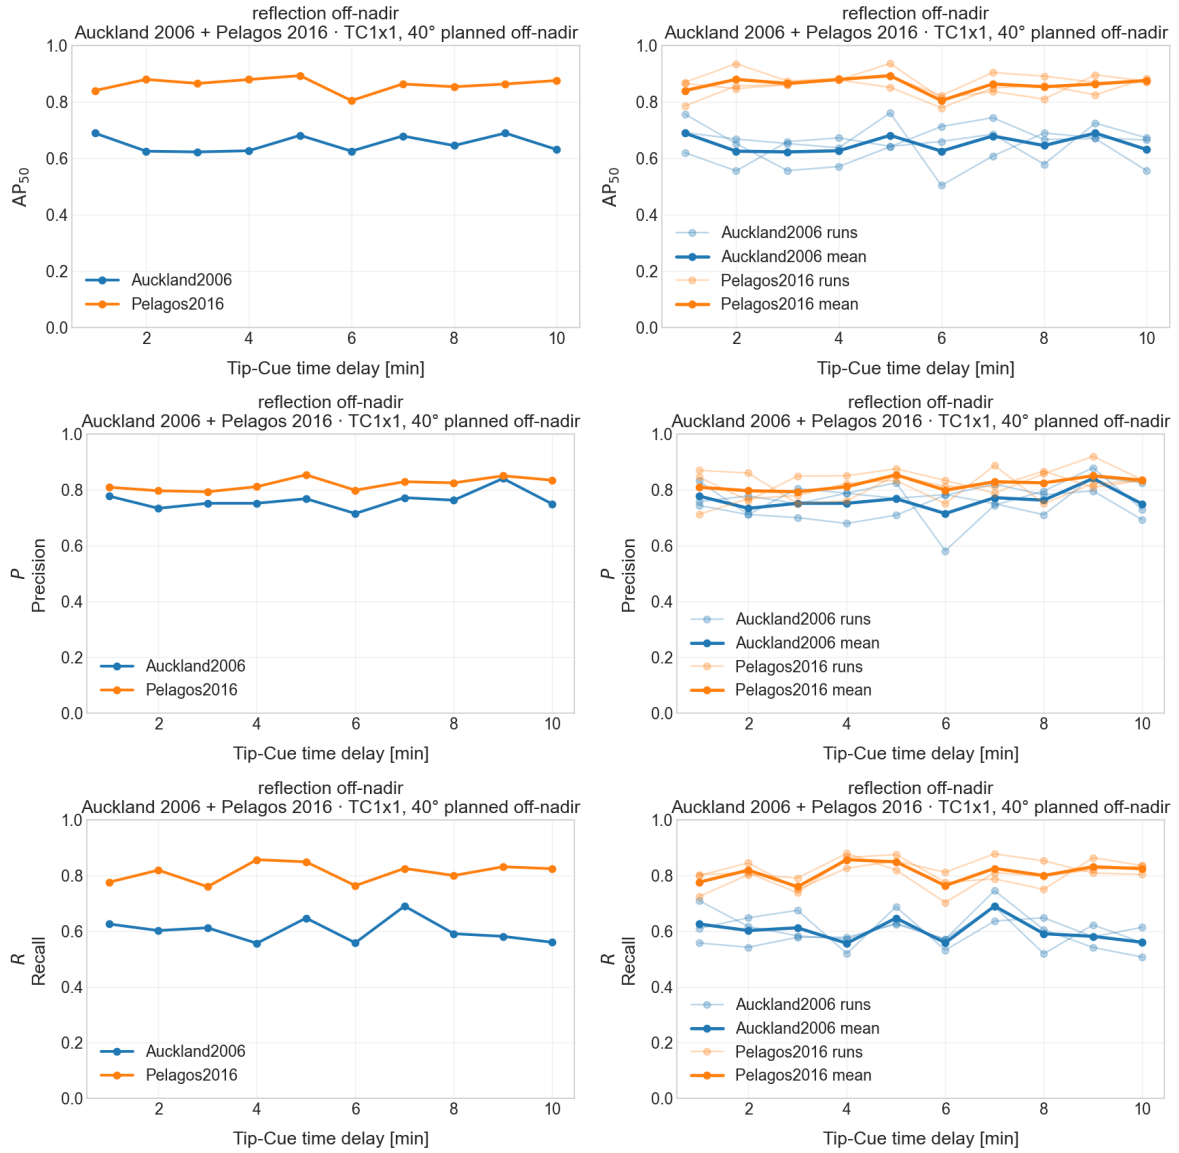 reflection off-nadir
Auckland 2006 + Pelagos 2016 · TC1x1, 40° planned off-nadir
1.0
0.8
0.6
0.4
0.2
0.0
AP50
Auckland2006
Pelagos2016
2
4
6
8
10
Tip-Cue time delay [min]
reflection off-nadir
Auckland 2006 + Pelagos 2016 · TC1x1, 40° planned off-nadir
1.0
0.8
0.6
0.4
0.2
0.0
AP50
Auckland2006 runs
Auckland2006 mean
Pelagos2016 runs
Pelagos2016 mean
2
4
6
8
10
Tip-Cue time delay [min]
reflection off-nadir
Auckland 2006 + Pelagos 2016 · TC1x1, 40° planned off-nadir
1.0
0.8
0.6
0.4
0.2
0.0
P
Precision
Auckland2006
Pelagos2016
2
4
6
8
10
Tip-Cue time delay [min]
reflection off-nadir
Auckland 2006 + Pelagos 2016 · TC1x1, 40° planned off-nadir
1.0
0.8
0.6
0.4
0.2
0.0
P
Precision
Auckland2006 runs
Auckland2006 mean
Pelagos2016 runs
Pelagos2016 mean
2
4
6
8
10
Tip-Cue time delay [min]
reflection off-nadir
Auckland 2006 + Pelagos 2016 · TC1x1, 40° planned off-nadir
1.0
0.8
0.6
0.4
0.2
0.0
R
Recall
Auckland2006
Pelagos2016
2
4
6
8
10
Tip-Cue time delay [min]
reflection off-nadir
Auckland 2006 + Pelagos 2016 · TC1x1, 40° planned off-nadir
1.0
0.8
0.6
0.4
0.2
0.0
R
Recall
Auckland2006 runs
Auckland2006 mean
Pelagos2016 runs
Pelagos2016 mean
2
4
6
8
10
Tip-Cue time delay [min]